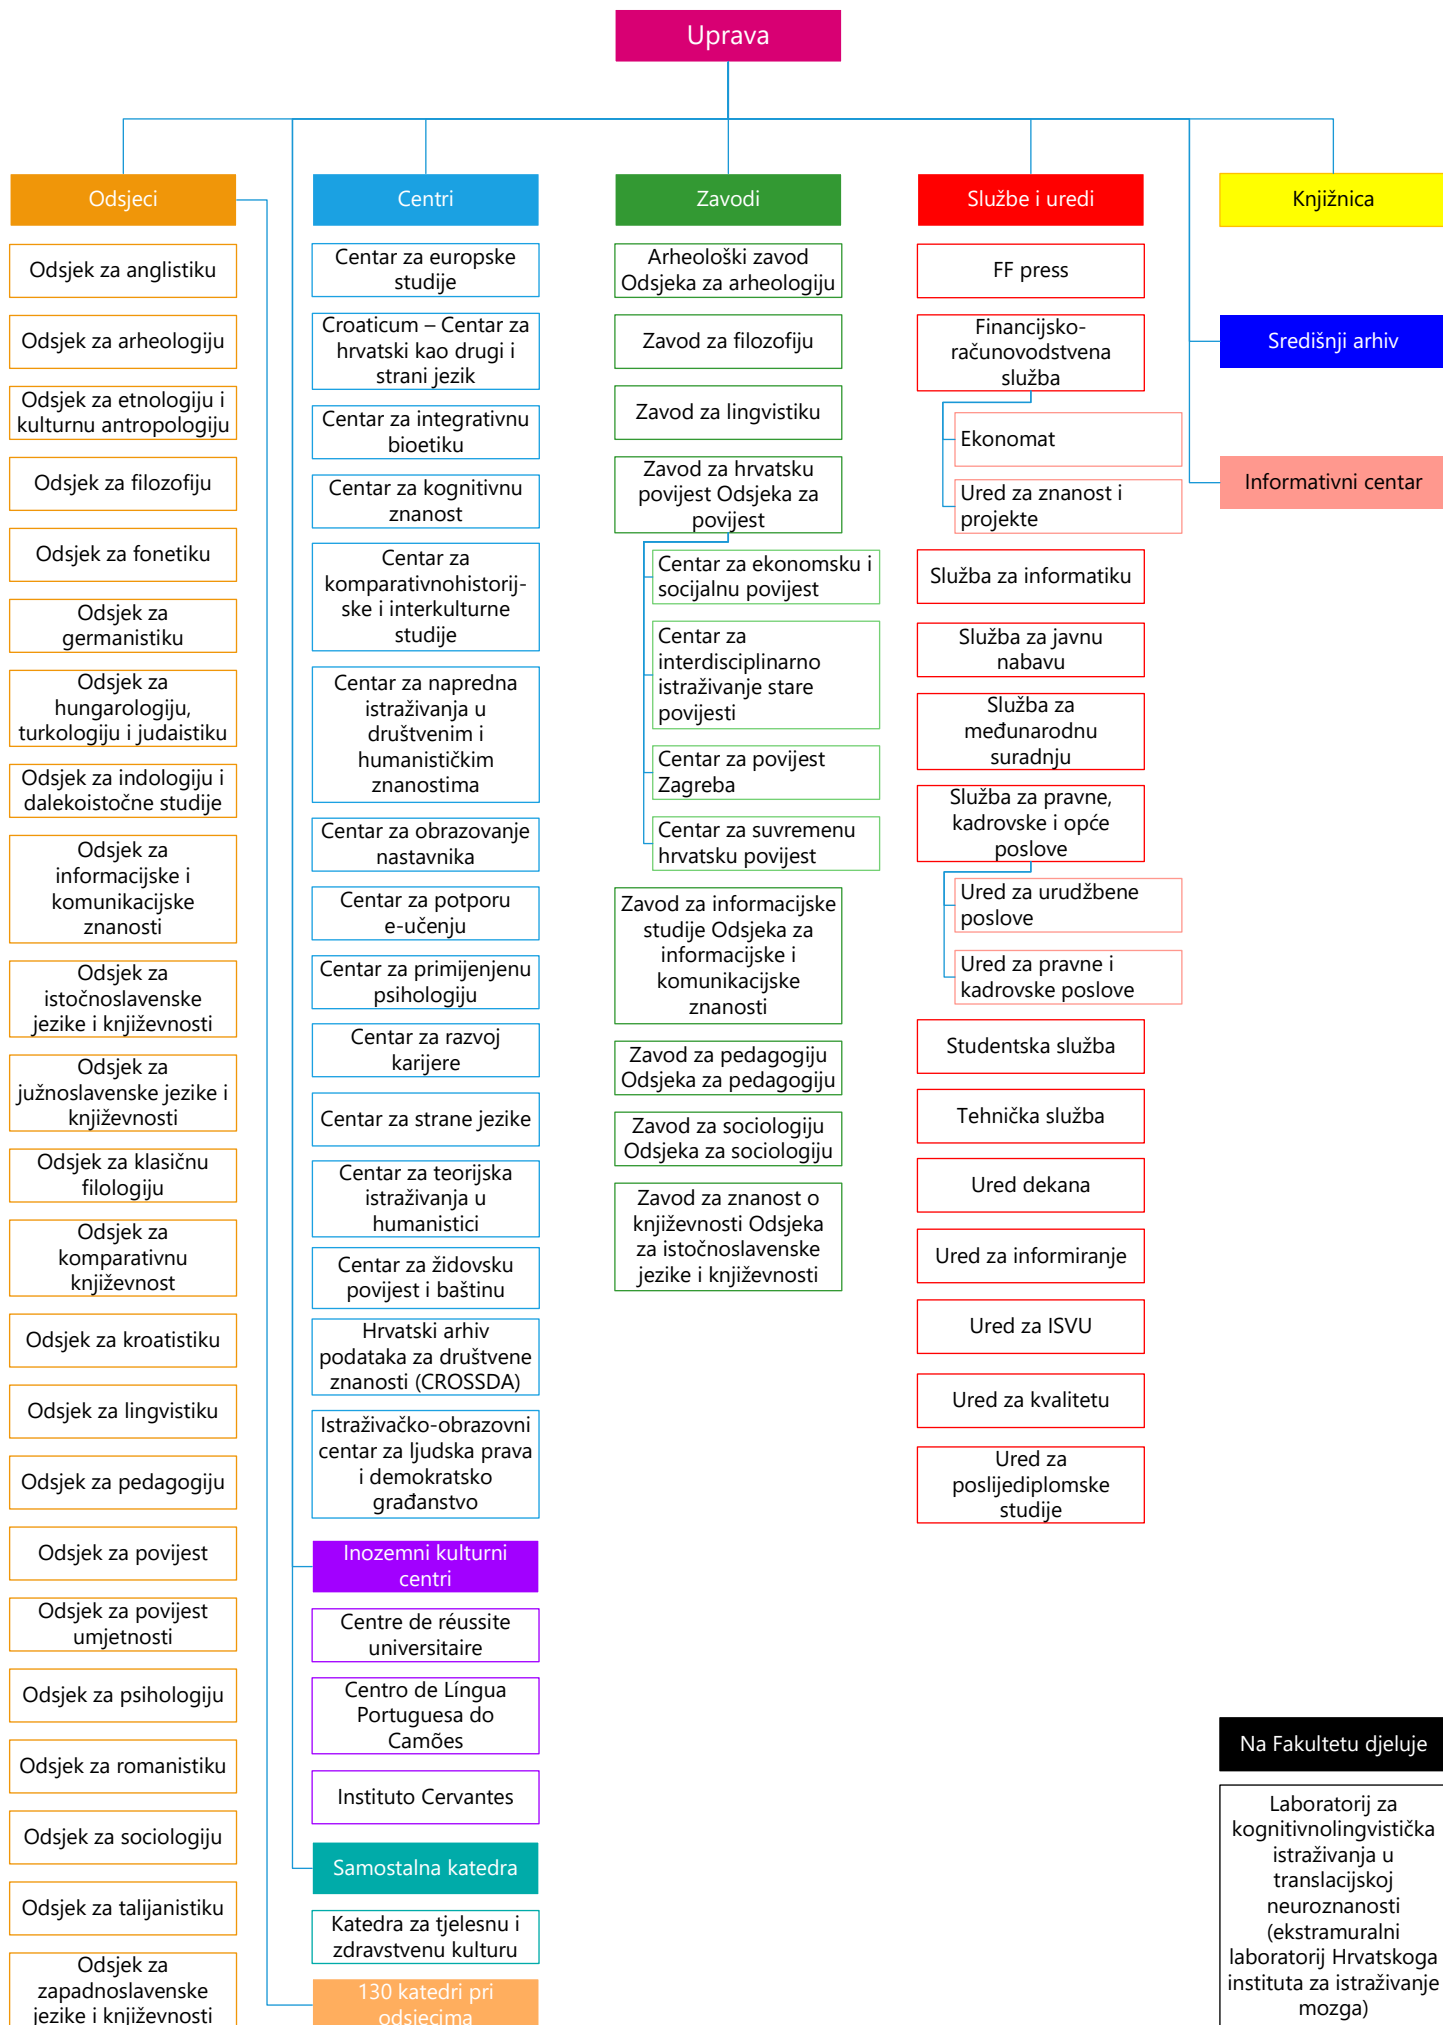 Uprava
Odsjeci
Centri
Zavodi
Službe i uredi
Knjižnica
Odsjek za anglistiku
Odsjek za arheologiju
Odsjek za etnologiju i
kulturnu antropologiju
Odsjek za filozofiju
Odsjek za fonetiku
Odsjek za
germanistiku
Odsjek za
hungarologiju,
turkologiju i judaistiku
Odsjek za indologiju i
dalekoistočne studije
Odsjek za
informacijske i
komunikacijske
znanosti
Odsjek za
istočnoslavenske
jezike i književnosti
Odsjek za
južnoslavenske jezike i
književnosti
Odsjek za klasičnu
filologiju
Odsjek za
komparativnu
književnost
Odsjek za kroatistiku
Odsjek za lingvistiku
Odsjek za pedagogiju
Odsjek za povijest
Odsjek za povijest
umjetnosti
Odsjek za psihologiju
Odsjek za romanistiku
Odsjek za sociologiju
Odsjek za talijanistiku
Odsjek za
zapadnoslavenske
jezike i književnosti
Centar za europske
studije
Croaticum – Centar za
hrvatski kao drugi i
strani jezik
Centar za integrativnu
bioetiku
Centar za kognitivnu
znanost
Centar za
komparativnohistorij-
ske i interkulturne
studije
Centar za napredna
istraživanja u
društvenim i
humanističkim
znanostima
Centar za obrazovanje
nastavnika
Centar za potporu
e-učenju
Centar za primijenjenu
psihologiju
Centar za razvoj
karijere
Centar za strane jezike
Centar za teorijska
istraživanja u
humanistici
Centar za židovsku
povijest i baštinu
Hrvatski arhiv
podataka za društvene
znanosti (CROSSDA)
Istraživačko-obrazovni
centar za ljudska prava
i demokratsko
građanstvo
Inozemni kulturni
centri
Centre de réussite
universitaire
Centro de Língua
Portuguesa do
Camões
Instituto Cervantes
Samostalna katedra
Katedra za tjelesnu i
zdravstvenu kulturu
130 katedri pri
odsjecima
Arheološki zavod
Odsjeka za arheologiju
Zavod za filozofiju
Zavod za lingvistiku
Zavod za hrvatsku
povijest Odsjeka za
povijest
Centar za ekonomsku i
socijalnu povijest
Centar za
interdisciplinarno
istraživanje stare
povijesti
Centar za povijest
Zagreba
Centar za suvremenu
hrvatsku povijest
Zavod za informacijske
studije Odsjeka za
informacijske i
komunikacijske
znanosti
Zavod za pedagogiju
Odsjeka za pedagogiju
Zavod za sociologiju
Odsjeka za sociologiju
Zavod za znanost o
književnosti Odsjeka
za istočnoslavenske
jezike i književnosti
FF press
Financijsko-
računovodstvena
služba
Ekonomat
Ured za znanost i
projekte
Služba za informatiku
Služba za javnu
nabavu
Služba za
međunarodnu
suradnju
Služba za pravne,
kadrovske i opće
poslove
Ured za urudžbene
poslove
Ured za pravne i
kadrovske poslove
Studentska služba
Tehnička služba
Ured dekana
Ured za informiranje
Ured za ISVU
Ured za kvalitetu
Ured za
poslijediplomske
studije
Središnji arhiv
Informativni centar
Na Fakultetu djeluje
Laboratorij za
kognitivnolingvistička
istraživanja u
translacijskoj
neuroznanosti
(ekstramuralni
laboratorij Hrvatskoga
instituta za istraživanje
mozga)